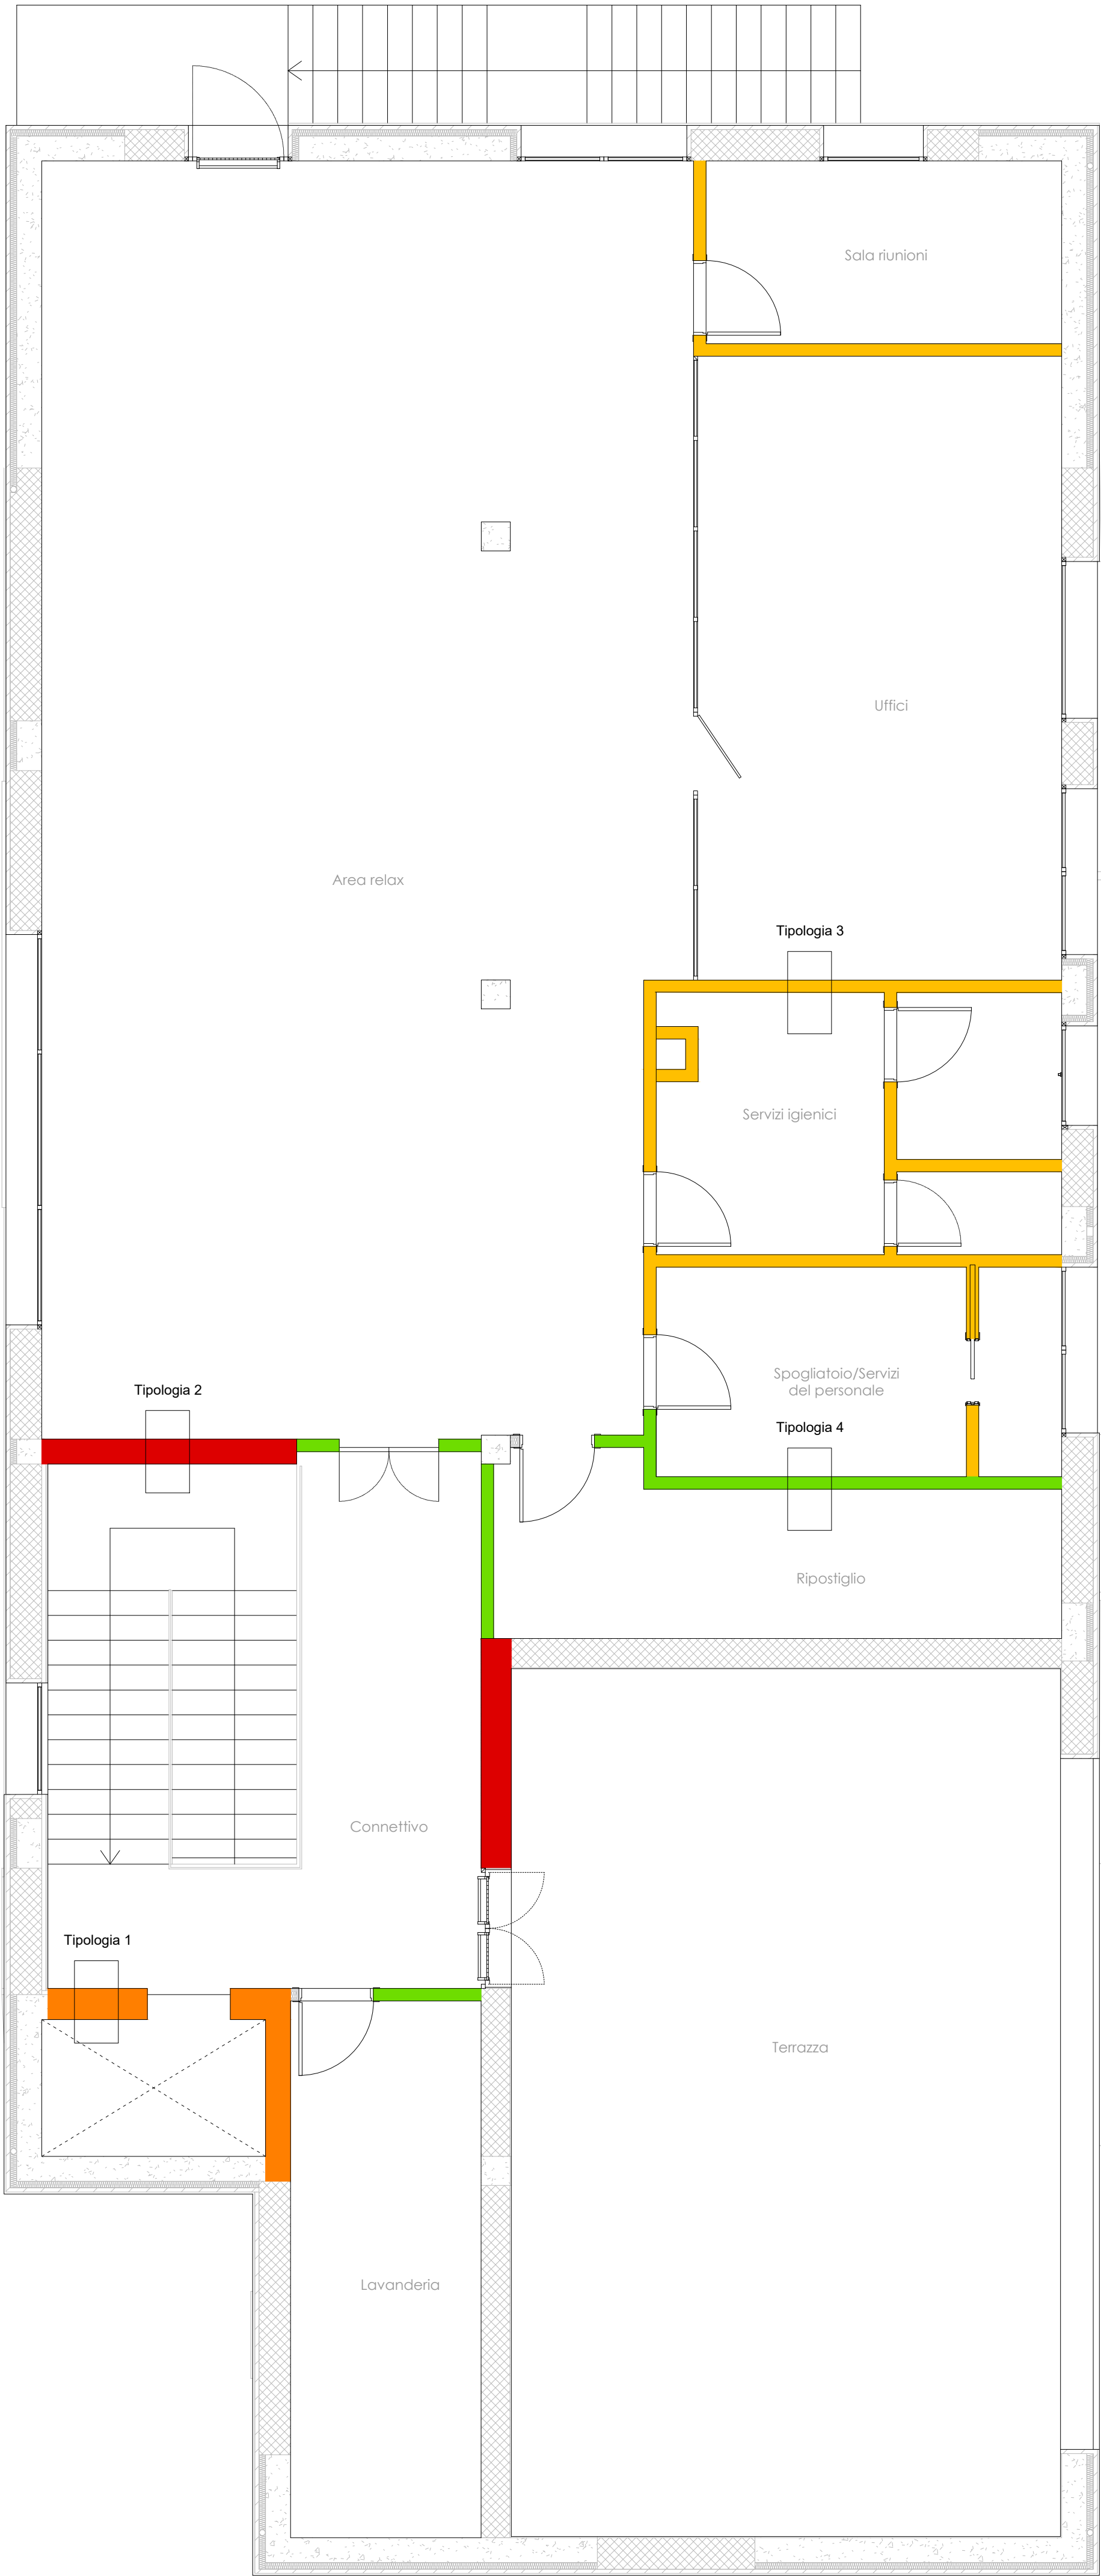 Sala riunioni
Uffici
Area relax
Tipologia 3
Servizi igienici
Spogliatoio/Servizi
del personale
Tipologia 2
Tipologia 4
Ripostiglio
Connettivo
Tipologia 1
Terrazza
Lavanderia